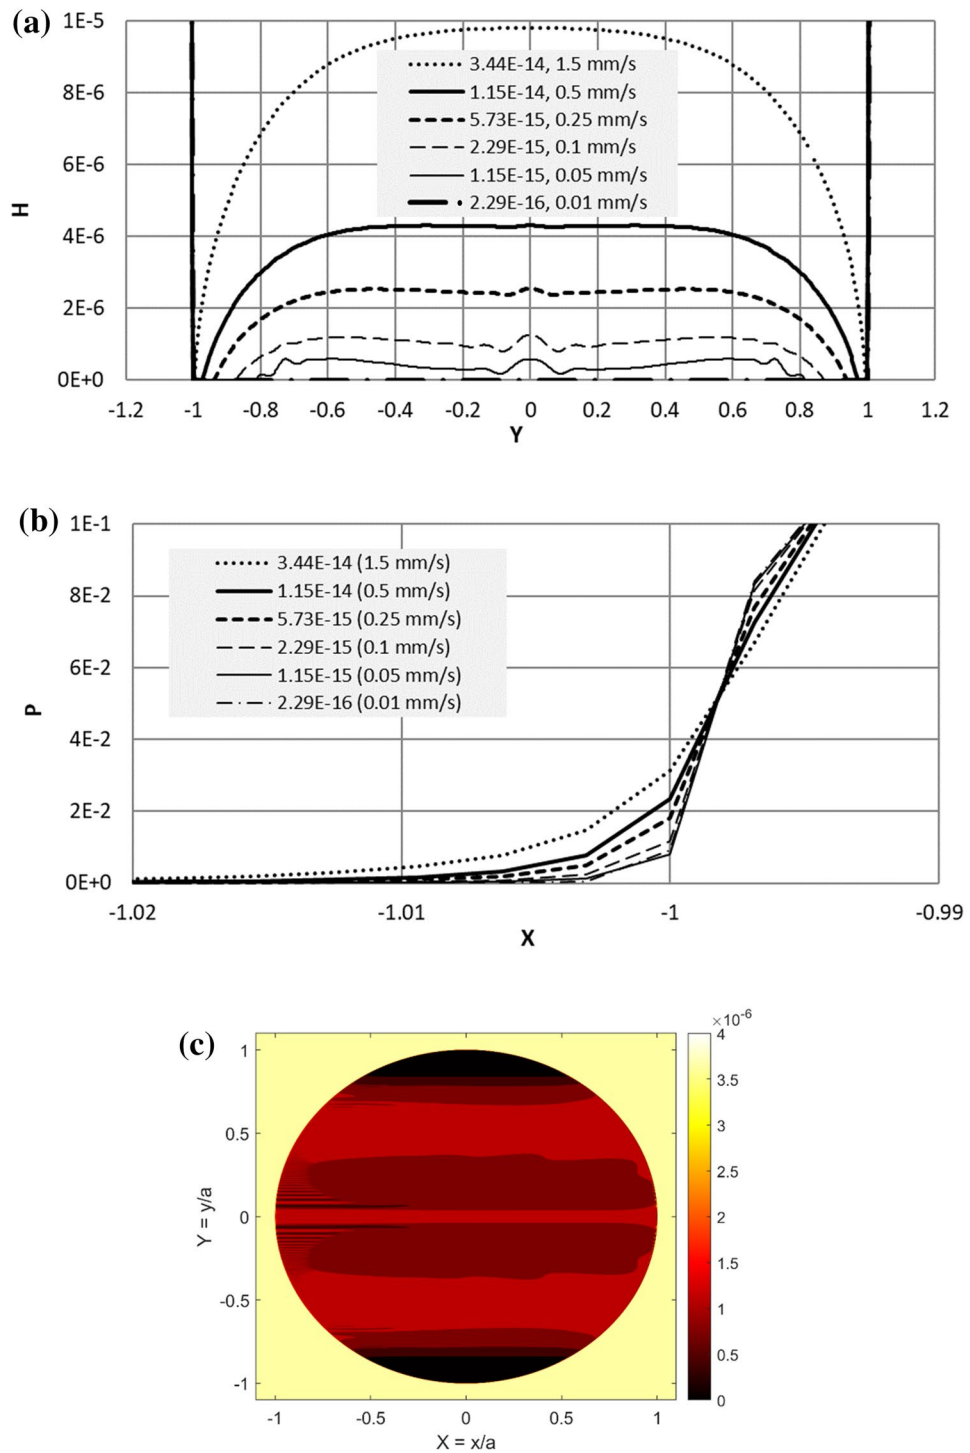 (a)
1E-5
8E-6
6E-6
4E-6
2E-6
0E+0
H
3.44E-14, 1.5 mm/s
1.15E-14, 0.5 mm/s
5.73E-15, 0.25 mm/s
2.29E-15, 0.1 mm/s
1.15E-15, 0.05 mm/s
2.29E-16, 0.01 mm/s
-1.2 -1 -0.8 -0.6 -0.4 -0.2 0 0.2 0.4 0.6 0.8 1 1.2
Y
(b)
1E-1
8E-2
6E-2
4E-2
2E-2
0E+0
P
3.44E-14 (1.5 mm/s)
1.15E-14 (0.5 mm/s)
5.73E-15 (0.25 mm/s)
2.29E-15 (0.1 mm/s)
1.15E-15 (0.05 mm/s)
2.29E-16 (0.01 mm/s)
-1.02 -1.01 -1 -0.99
X
(c)
1
0.5
0
-0.5
-1
Y = y/a
-1 -0.5 0 0.5 1
X = x/a
×10-6
4
3.5
3
2.5
2
1.5
1
0.5
0